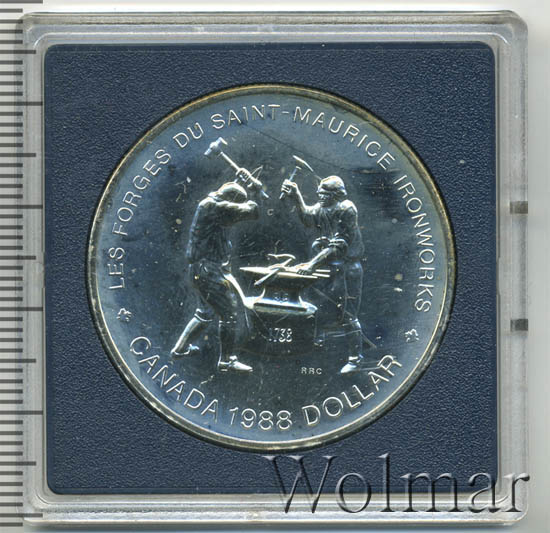 LES FORGES DU SAINT-MAURICE IRONWORKS
C
1738
RRC
CANADA 1988 DOLLAR
Wolmar